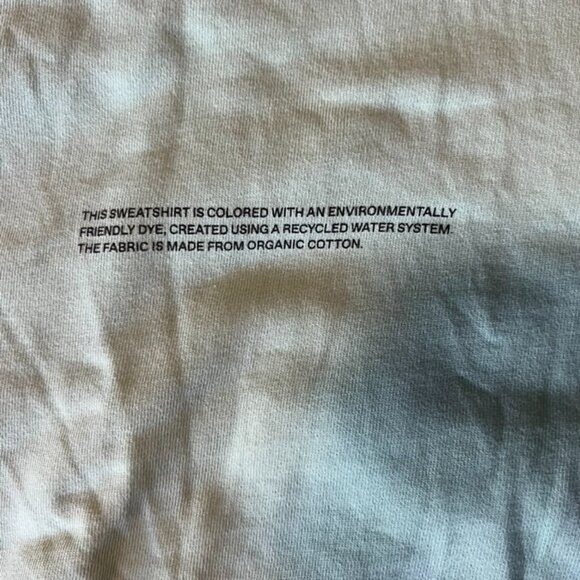 THIS SWEATSHIRT IS COLORED WITH AN ENVIRONMENTALLY
FRIENDLY DYE, CREATED USING A RECYCLED WATER SYSTEM.
THE FABRIC IS MADE FROM ORGANIC COTTON.